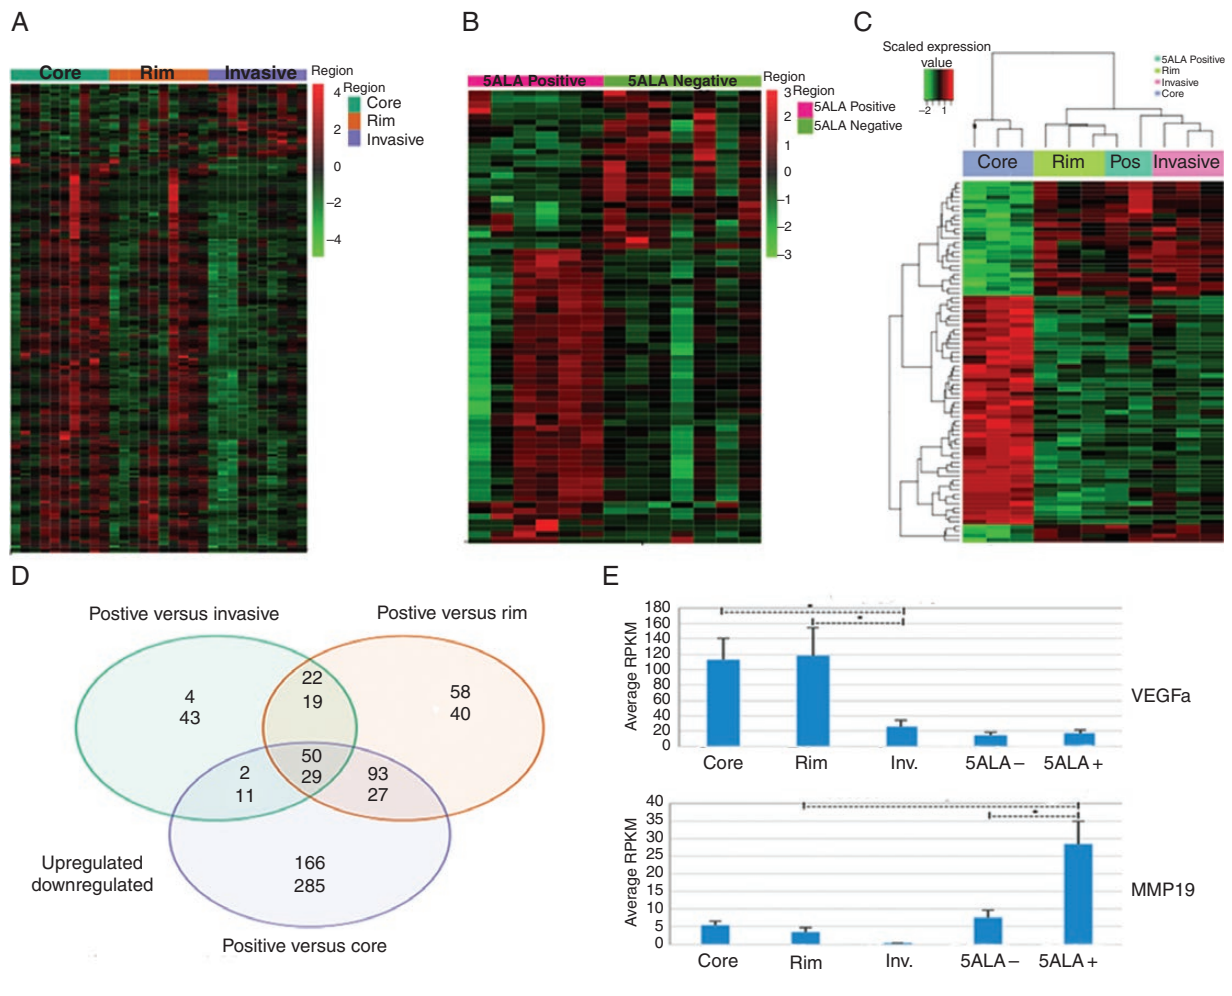 A
Core Rim Invasive
Region
4
2
0
−2
−4
Region
Core
Rim
Invasive
B
5ALA Positive 5ALA Negative
Region
3
2
1
0
−1
−2
−3
Region
5ALA Positive
5ALA Negative
C
Scaled expression
value
−2 1
5ALA Positive
Rim
Invasive
Core
Core Rim Pos Invasive
D
Postive versus invasive
Postive versus rim
4
43
22
19
58
40
50
29
2
11
93
27
166
285
Upregulated
downregulated
Positive versus core
E
Average RPKM
180
160
140
120
100
80
60
40
20
0
Core Rim Inv. 5ALA− 5ALA+
VEGFa
Average RPKM
40
35
30
25
20
15
10
5
0
Core Rim Inv. 5ALA− 5ALA+
MMP19